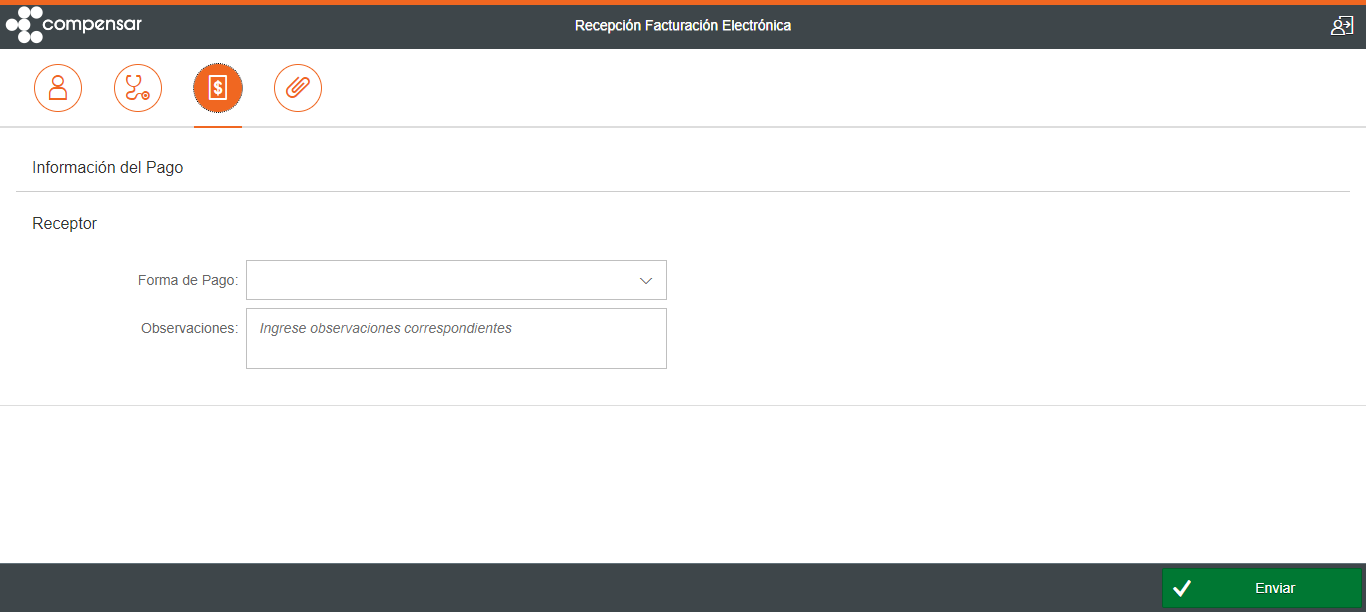 compensar
Recepción Facturación Electrónica
$
Información del Pago
Receptor
Forma de Pago:
Observaciones:
Ingrese observaciones correspondientes
Enviar